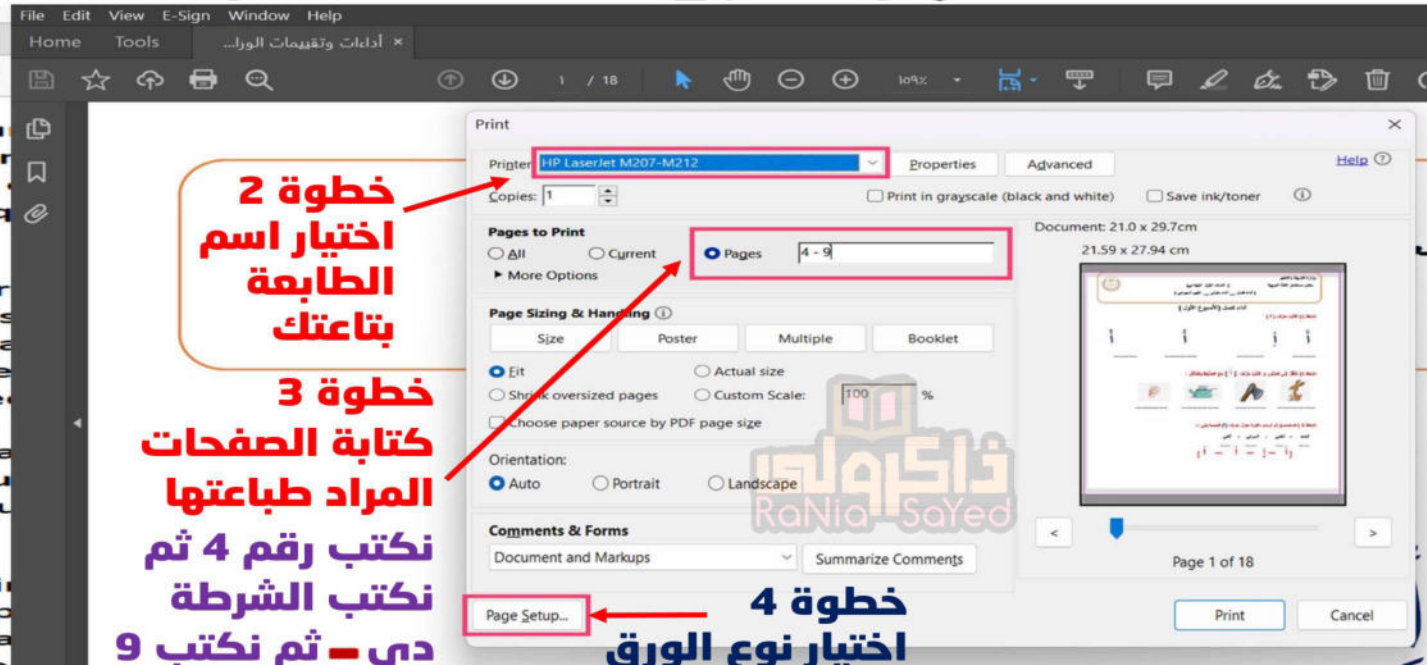 File Edit View E-Sign Window Help
Home Tools أداءات وتقييمات الورا... ×
١ / 18 ١٠٩٪
Print
Printer: HP LaserJet M207-M212 Properties Advanced Help
Copies: 1 Print in grayscale (black and white) Save ink/toner
Pages to Print
All Current Pages 4 - 9
More Options
Page Sizing & Handling
Size Poster Multiple Booklet
Fit Actual size
Shrink oversized pages Custom Scale: 100 %
Choose paper source by PDF page size
Orientation:
Auto Portrait Landscape
Comments & Forms
Document and Markups Summarize Comments
Page Setup...
Document: 21.0 x 29.7cm
21.59 x 27.94 cm
< >
Page 1 of 18
Print Cancel
خطوة 2
اختيار اسم
الطابعة
بتاعتك
خطوة 3
كتابة الصفحات
المراد طباعتها
نكتب رقم 4 ثم
نكتب الشرطة
دي - ثم نكتب 9
خطوة 4
اختيار نوع الورق
ذاكرولى
RaNia SaYed